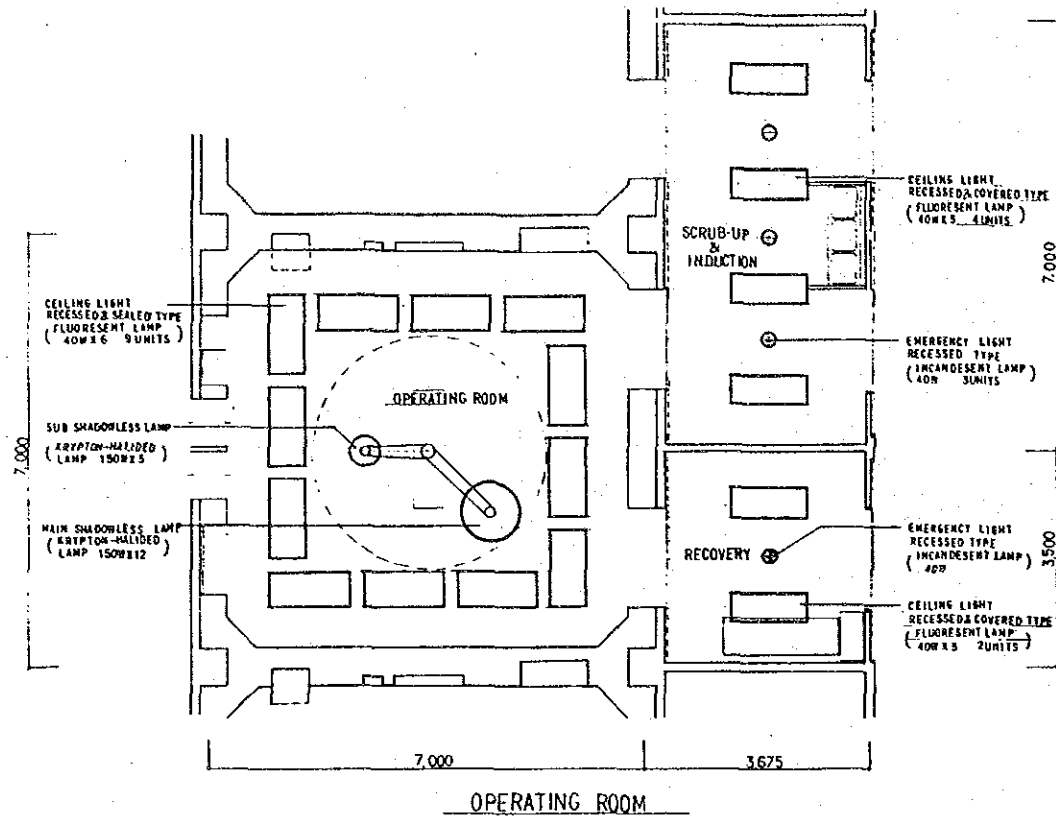 CEILING LIGHT
RECESSED & COVERED TYPE
( FLUORESENT LAMP )
40W X 5 4UNITS
SCRUB-UP
&
INDUCTION
7,000
CEILING LIGHT
RECESSED & SEALED TYPE
( FLUORESENT LAMP )
40W X 6 9UNITS
EMERGENCY LIGHT
RECESSED TYPE
( INCANDESENT LAMP )
40W 3UNITS
OPERATING ROOM
SUB SHADOWLESS LAMP
( KRYPTON-HALIDED )
LAMP 150W X 5
7,000
MAIN SHADOWLESS LAMP
( KRYPTON-HALIDED )
LAMP 150W X 12
RECOVERY
EMERGENCY LIGHT
RECESSED TYPE
( INCANDESENT LAMP )
40W
3,500
CEILING LIGHT
RECESSED & COVERED TYPE
( FLUORESENT LAMP )
40W X 5 2UNITS
7,000
3,675
OPERATING ROOM